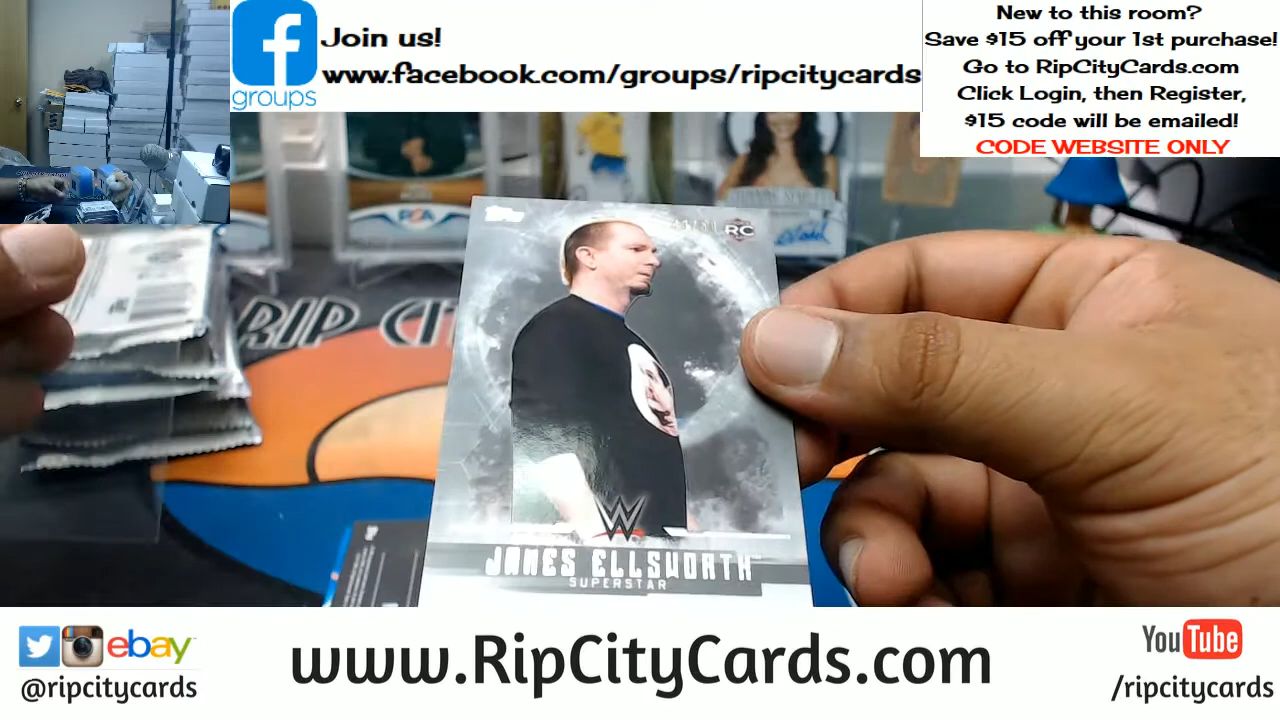 groups
Join us!
www.facebook.com/groups/ripcitycards
New to this room?
Save $15 off your 1st purchase!
Go to RipCityCards.com
Click Login, then Register,
$15 code will be emailed!
CODE WEBSITE ONLY
PSA
RIP CIT
Topps
RC
W
JAMES ELLSWORTH
SUPERSTAR
ebay
@ripcitycards
www.RipCityCards.com
YouTube
/ripcitycards